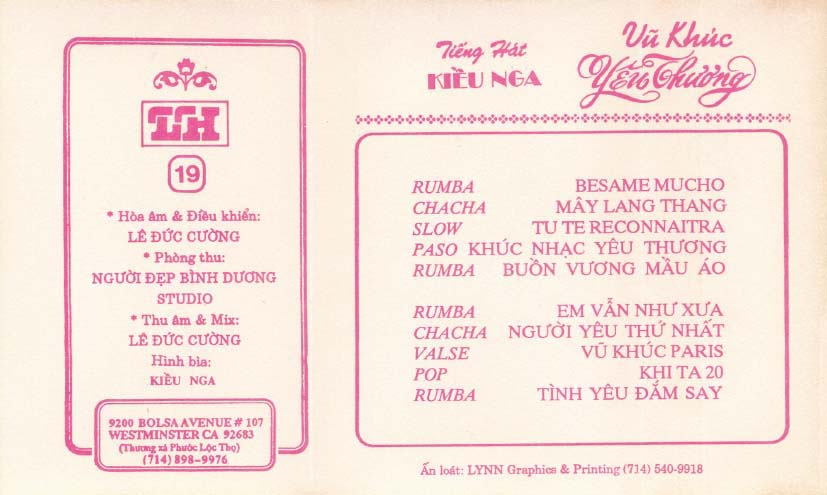 LSH
19
* Hòa âm & Điều khiển:
LÊ ĐỨC CƯỜNG
* Phòng thu:
NGƯỜI ĐẸP BÌNH DƯƠNG
STUDIO
* Thu âm & Mix:
LÊ ĐỨC CƯỜNG
Hình bìa:
KIỀU NGA
9200 BOLSA AVENUE # 107
WESTMINSTER CA 92683
(Thương xá Phước Lộc Thọ)
(714) 898-9976
Tiếng Hát
KIỀU NGA
Vũ Khúc
Yêu Thương
RUMBA BESAME MUCHO
CHACHA MÂY LANG THANG
SLOW TU TE RECONNAITRA
PASO KHÚC NHẠC YÊU THƯƠNG
RUMBA BUỒN VƯƠNG MẦU ÁO
RUMBA EM VẪN NHƯ XƯA
CHACHA NGƯỜI YÊU THỨ NHẤT
VALSE VŨ KHÚC PARIS
POP KHI TA 20
RUMBA TÌNH YÊU ĐẮM SAY
Ấn loát: LYNN Graphics & Printing (714) 540-9918